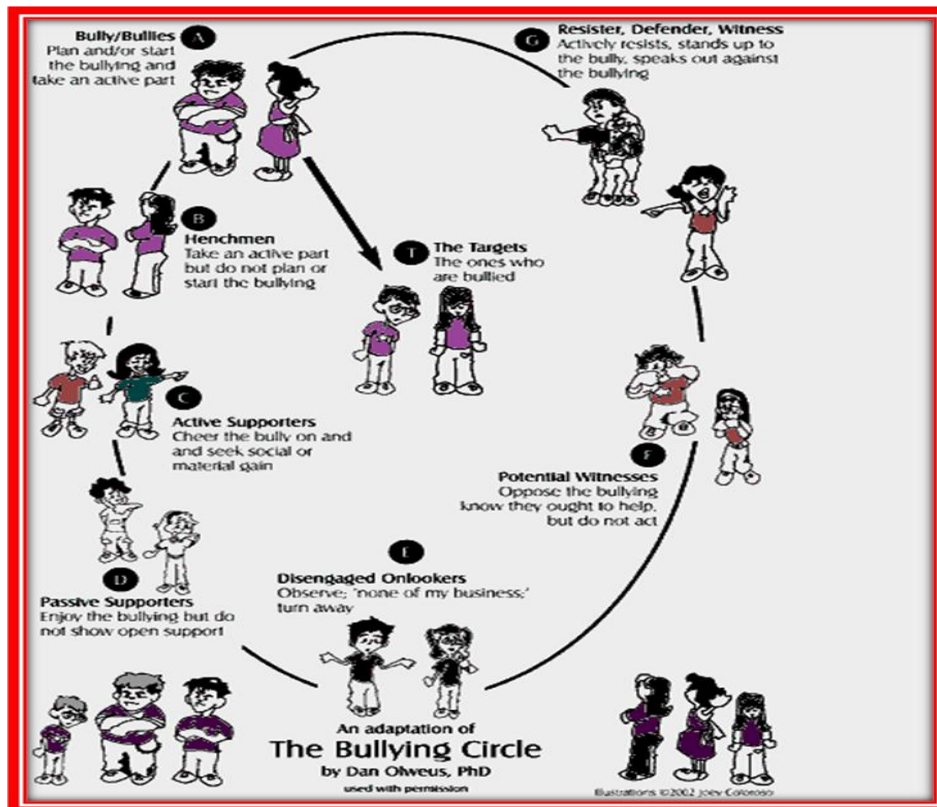 Bully/Bullies
Plan and/or start
the bullying and
take an active part
A
G
Resister, Defender, Witness
Actively resists, stands up to
the bully, speaks out against
the bullying
B
Henchmen
Take an active part
but do not plan or
start the bullying
T
The Targets
The ones who
are bullied
C
Active Supporters
Cheer the bully on and
and seek social or
material gain
F
Potential Witnesses
Oppose the bullying
know they ought to help,
but do not act
D
Passive Supporters
Enjoy the bullying but do
not show open support
E
Disengaged Onlookers
Observe; 'none of my business;'
turn away
An adaptation of
The Bullying Circle
by Dan Olweus, PhD
used with permission
Illustrations ©2002 Joey Coloroso